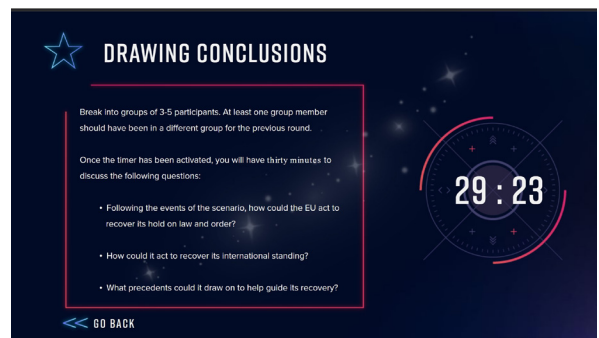 DRAWING CONCLUSIONS
Break into groups of 3-5 participants. At least one group member
should have been in a different group for the previous round.
Once the timer has been activated, you will have thirty minutes to
discuss the following questions:
• Following the events of the scenario, how could the EU act to
recover its hold on law and order?
• How could it act to recover its international standing?
• What precedents could it draw on to help guide its recovery?
29 : 23
<< GO BACK